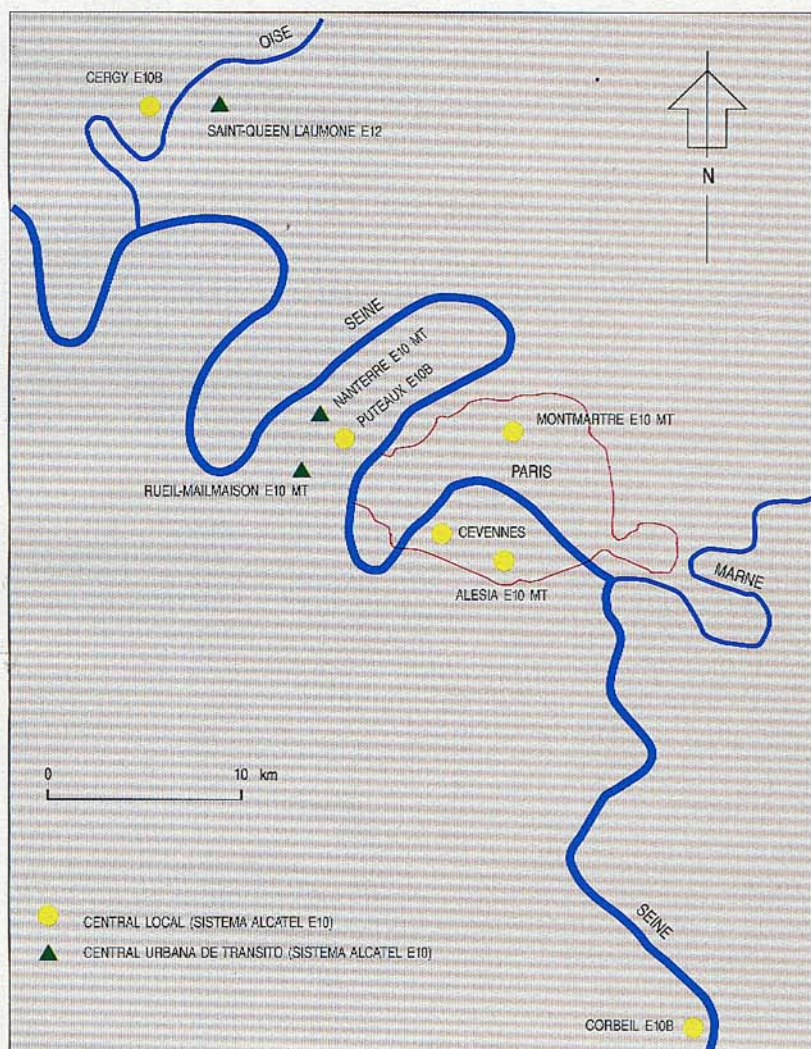 OISE
CERGY E10B
SAINT-QUEEN L'AUMONE E12
N
SEINE
NANTERRE E10 MT
PUTEAUX E10B
MONTMARTRE E10 MT
RUEIL-MAILMAISON E10 MT
PARIS
CEVENNES
MARNE
ALESIA E10 MT
0 10 km
SEINE
CENTRAL LOCAL (SISTEMA ALCATEL E10)
CENTRAL URBANA DE TRANSITO (SISTEMA ALCATEL E10)
CORBEIL E10B